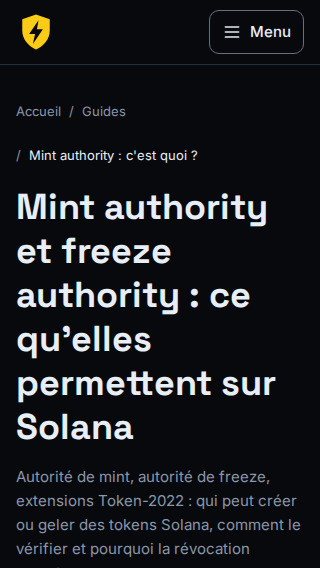 Menu
Accueil / Guides
/ Mint authority : c'est quoi ?
Mint authority
et freeze
authority : ce
qu'elles
permettent sur
Solana
Autorité de mint, autorité de freeze,
extensions Token-2022 : qui peut créer
ou geler des tokens Solana, comment le
vérifier et pourquoi la révocation